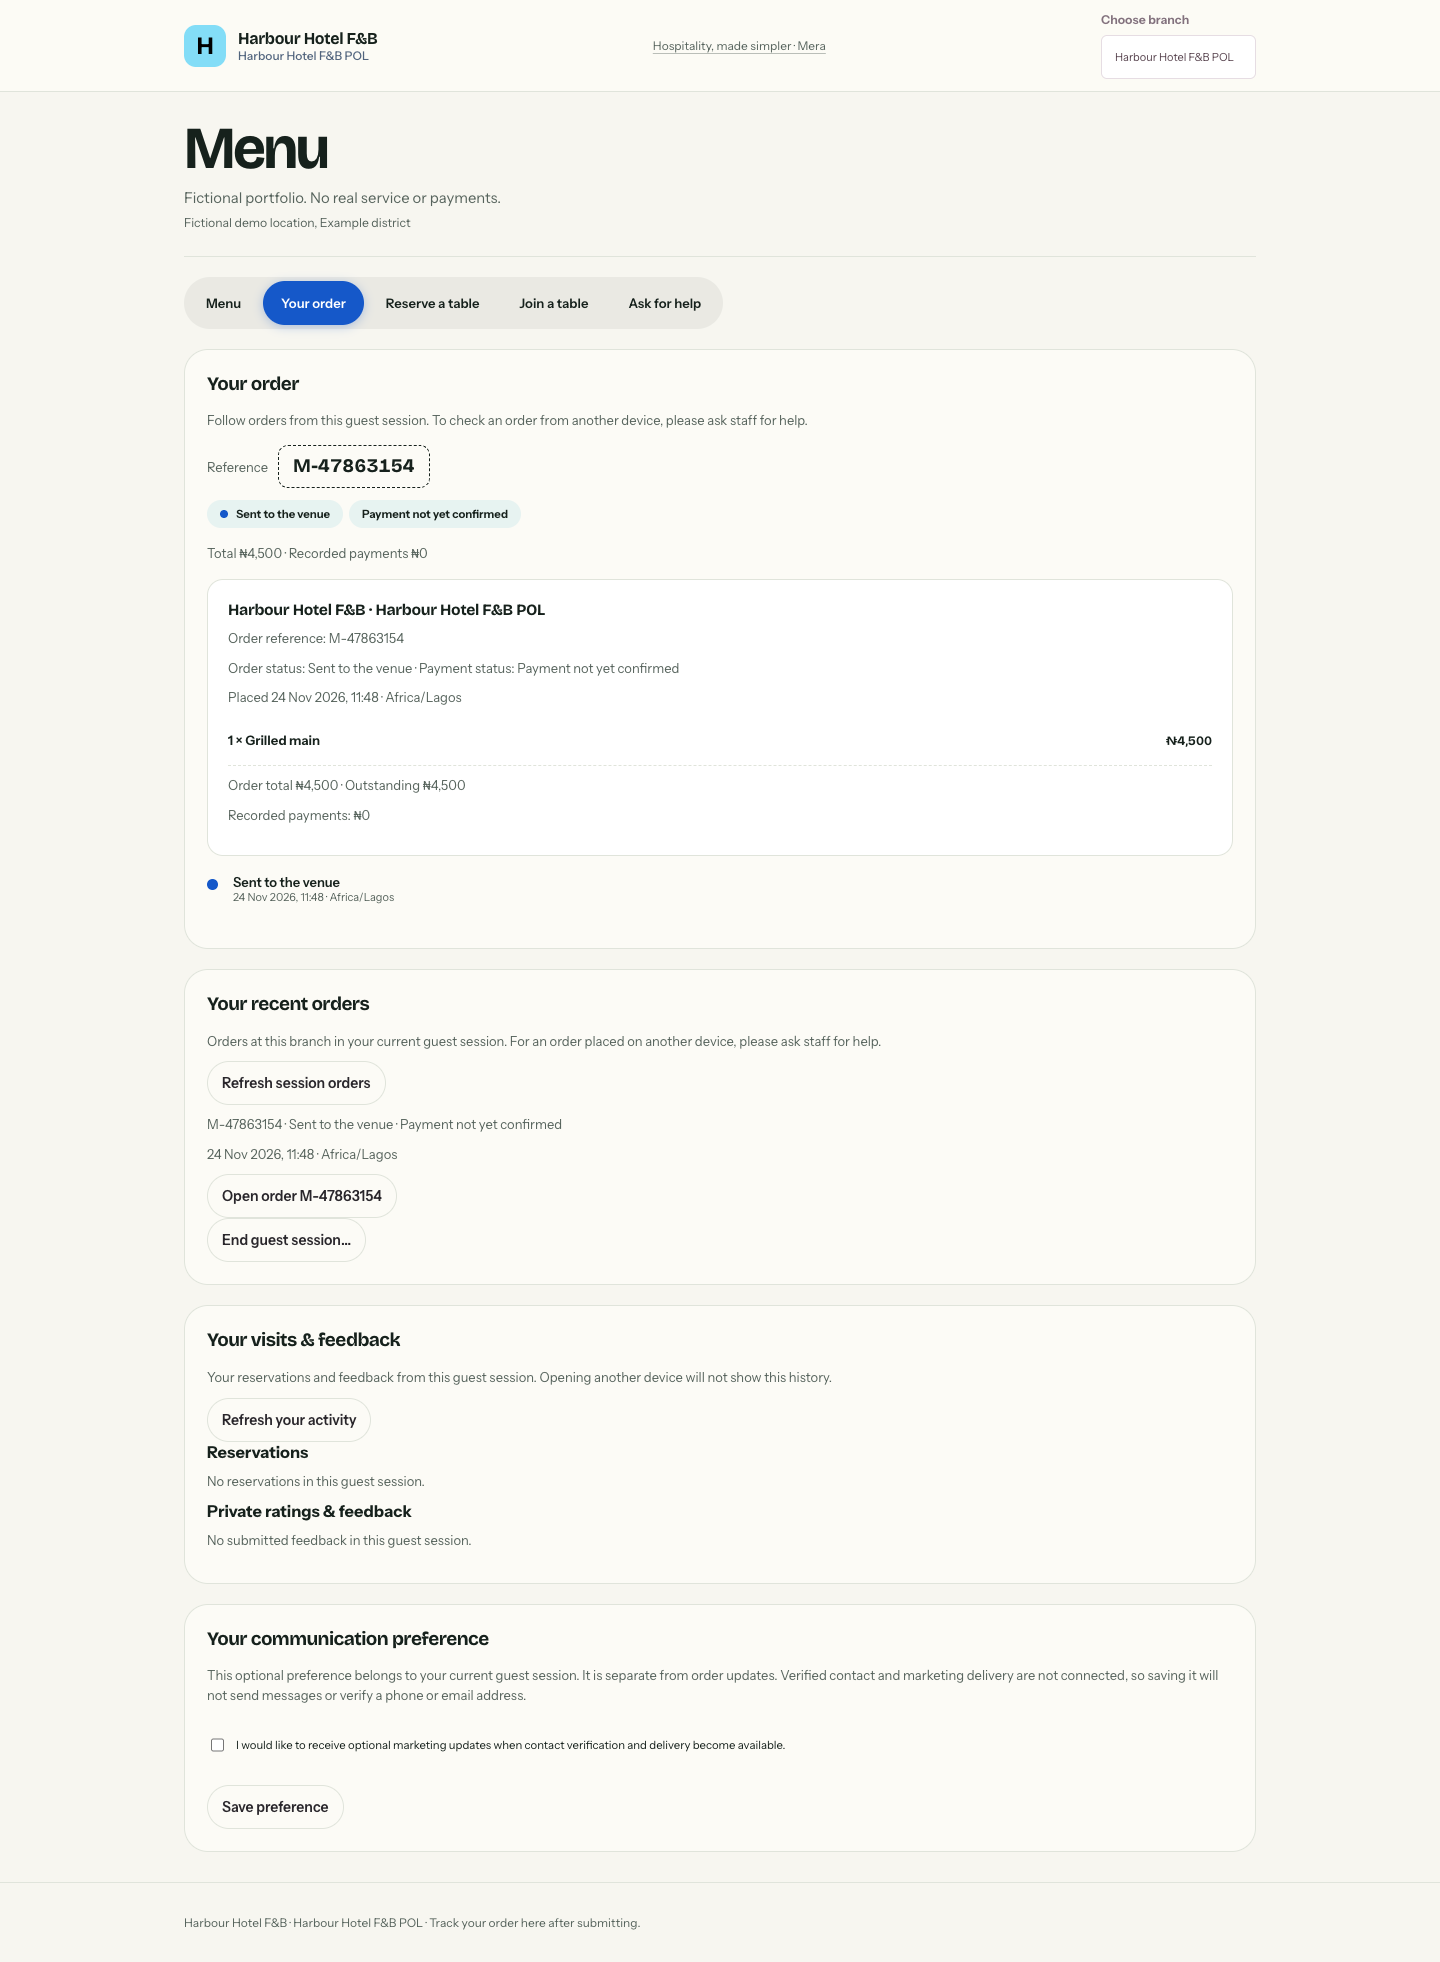 H
Harbour Hotel F&B
Harbour Hotel F&B POL
Hospitality, made simpler · Mera
Choose branch
Harbour Hotel F&B POL
Menu
Fictional portfolio. No real service or payments.
Fictional demo location, Example district
Menu
Your order
Reserve a table
Join a table
Ask for help
Your order
Follow orders from this guest session. To check an order from another device, please ask staff for help.
Reference M-47863154
Sent to the venue
Payment not yet confirmed
Total ₦4,500 · Recorded payments ₦0
Harbour Hotel F&B · Harbour Hotel F&B POL
Order reference: M-47863154
Order status: Sent to the venue · Payment status: Payment not yet confirmed
Placed 24 Nov 2026, 11:48 · Africa/Lagos
1 × Grilled main ₦4,500
Order total ₦4,500 · Outstanding ₦4,500
Recorded payments: ₦0
Sent to the venue
24 Nov 2026, 11:48 · Africa/Lagos
Your recent orders
Orders at this branch in your current guest session. For an order placed on another device, please ask staff for help.
Refresh session orders
M-47863154 · Sent to the venue · Payment not yet confirmed
24 Nov 2026, 11:48 · Africa/Lagos
Open order M-47863154
End guest session...
Your visits & feedback
Your reservations and feedback from this guest session. Opening another device will not show this history.
Refresh your activity
Reservations
No reservations in this guest session.
Private ratings & feedback
No submitted feedback in this guest session.
Your communication preference
This optional preference belongs to your current guest session. It is separate from order updates. Verified contact and marketing delivery are not connected, so saving it will
not send messages or verify a phone or email address.
I would like to receive optional marketing updates when contact verification and delivery become available.
Save preference
Harbour Hotel F&B · Harbour Hotel F&B POL · Track your order here after submitting.